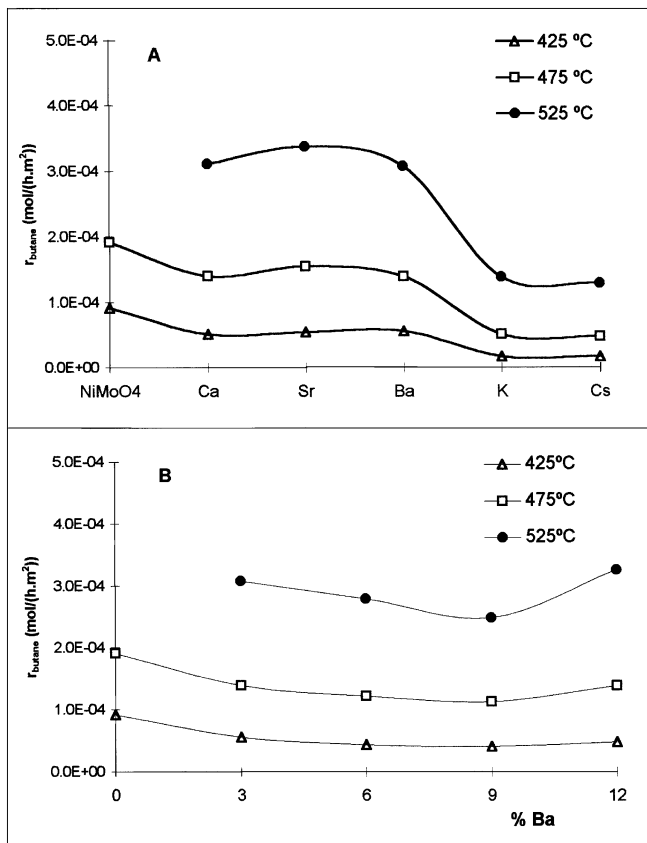 A
425 ºC
475 ºC
525 ºC
5.0E-04
4.0E-04
3.0E-04
2.0E-04
1.0E-04
0.0E+00
r_butane (mol/(h.m²))
NiMoO4 Ca Sr Ba K Cs
B
425ºC
475ºC
525ºC
5.0E-04
4.0E-04
3.0E-04
2.0E-04
1.0E-04
0.0E+00
r_butane (mol/(h.m²))
0 3 6 9 12
% Ba